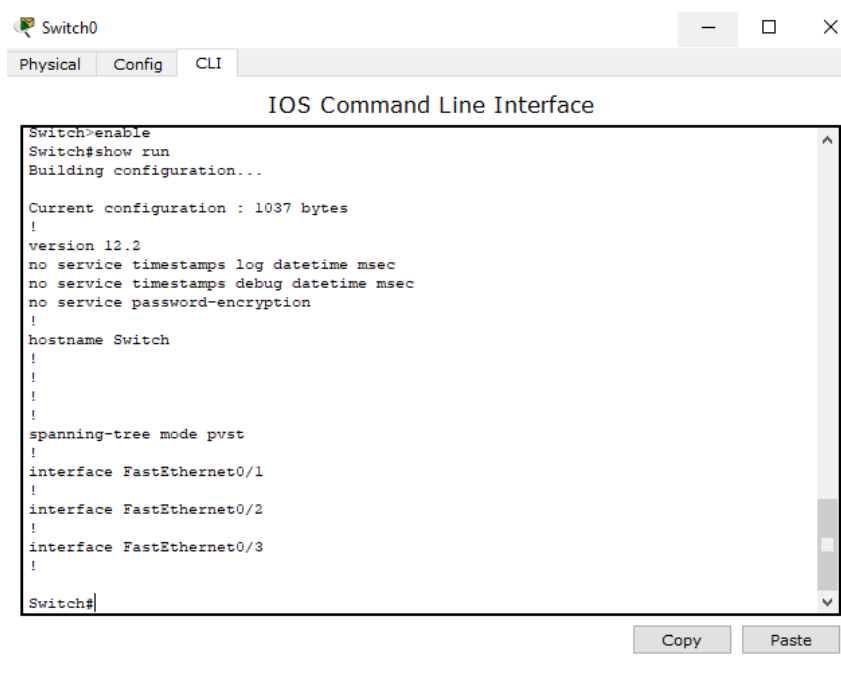 Switch0
Physical Config CLI
IOS Command Line Interface
Switch>enable
Switch#show run
Building configuration...
Current configuration : 1037 bytes
!
version 12.2
no service timestamps log datetime msec
no service timestamps debug datetime msec
no service password-encryption
!
hostname Switch
!
!
!
!
spanning-tree mode pvst
!
interface FastEthernet0/1
!
interface FastEthernet0/2
!
interface FastEthernet0/3
!
Switch#
Copy Paste